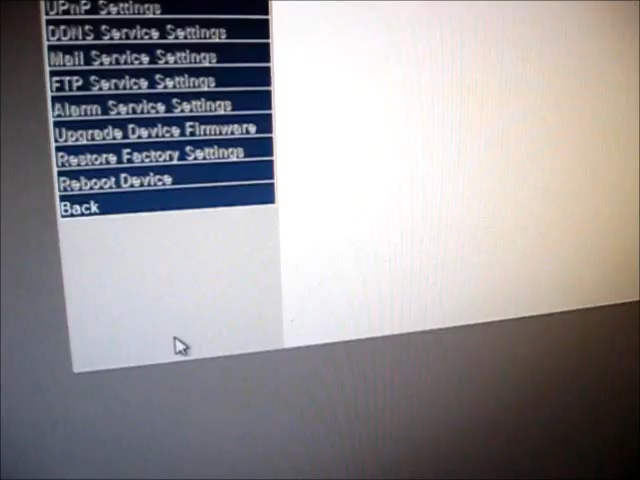 UPnP Settings
DDNS Service Settings
Mail Service Settings
FTP Service Settings
Alarm Service Settings
Upgrade Device Firmware
Restore Factory Settings
Reboot Device
Back